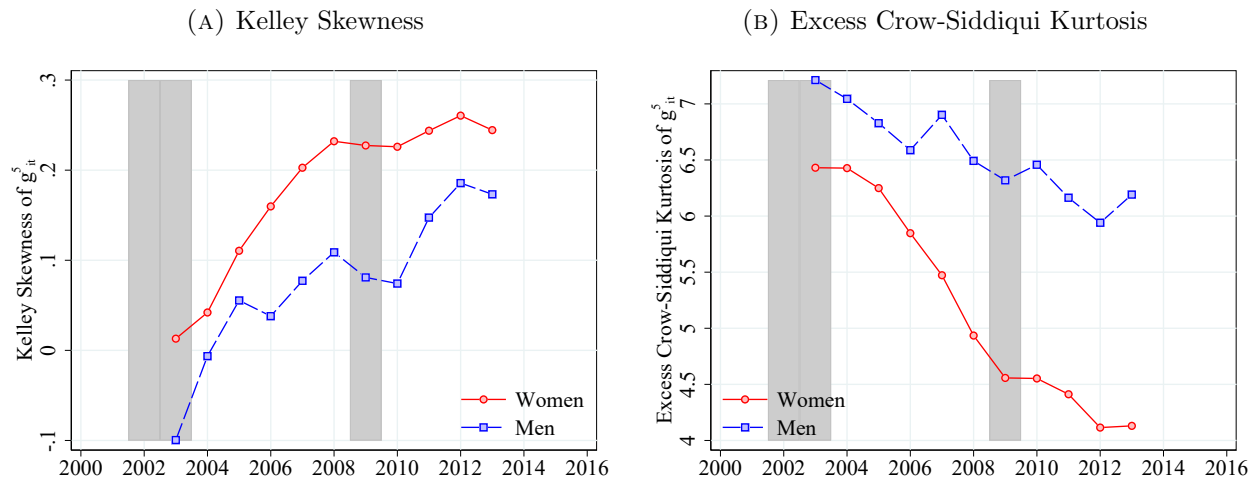 (A) Kelley Skewness
Kelley Skewness of g⁵ᵢₜ
.3
.2
.1
0
-.1
Women
Men
2000 2002 2004 2006 2008 2010 2012 2014 2016
(B) Excess Crow-Siddiqui Kurtosis
Excess Crow-Siddiqui Kurtosis of g⁵ᵢₜ
7
6.5
6
5.5
5
4.5
4
Women
Men
2000 2002 2004 2006 2008 2010 2012 2014 2016